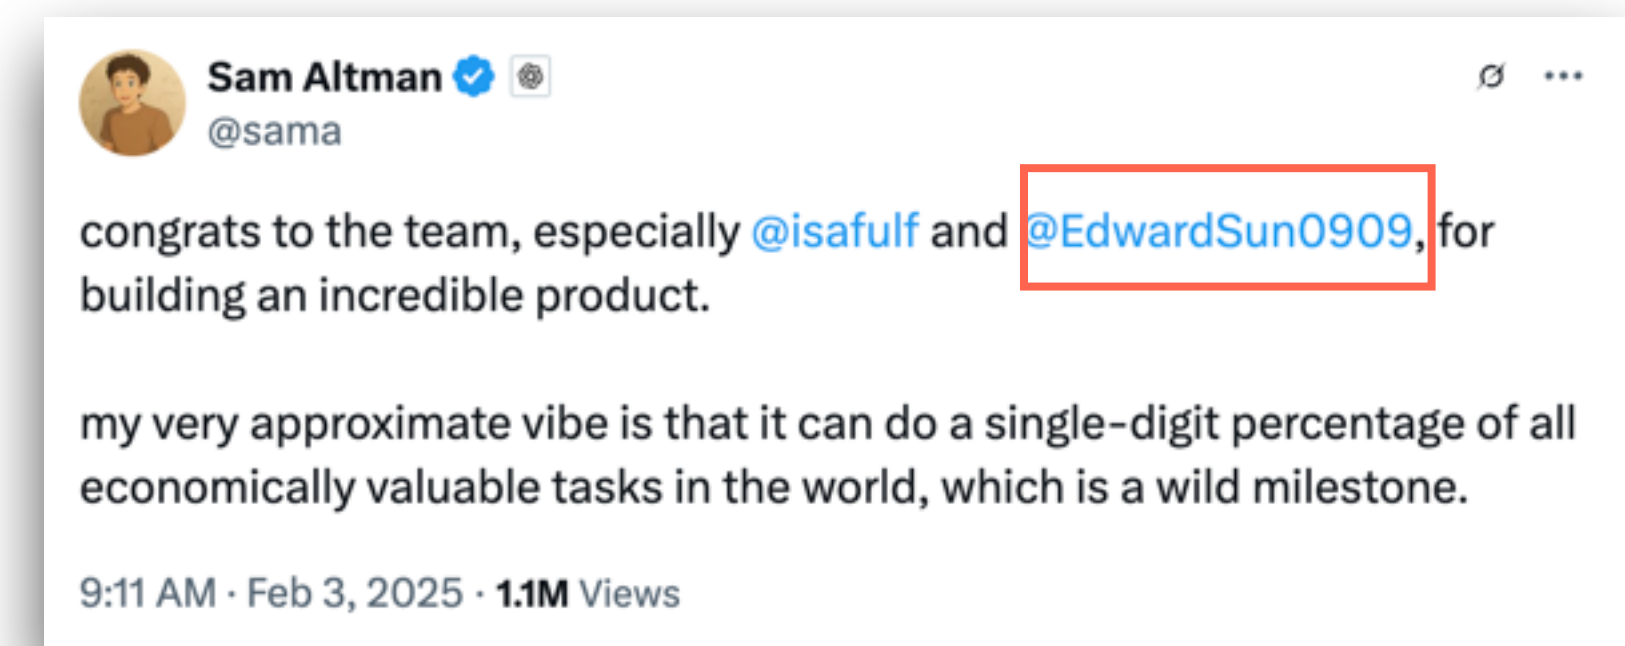 Sam Altman
@sama
congrats to the team, especially @isafulf and @EdwardSun0909, for
building an incredible product.
my very approximate vibe is that it can do a single-digit percentage of all
economically valuable tasks in the world, which is a wild milestone.
9:11 AM · Feb 3, 2025 · 1.1M Views